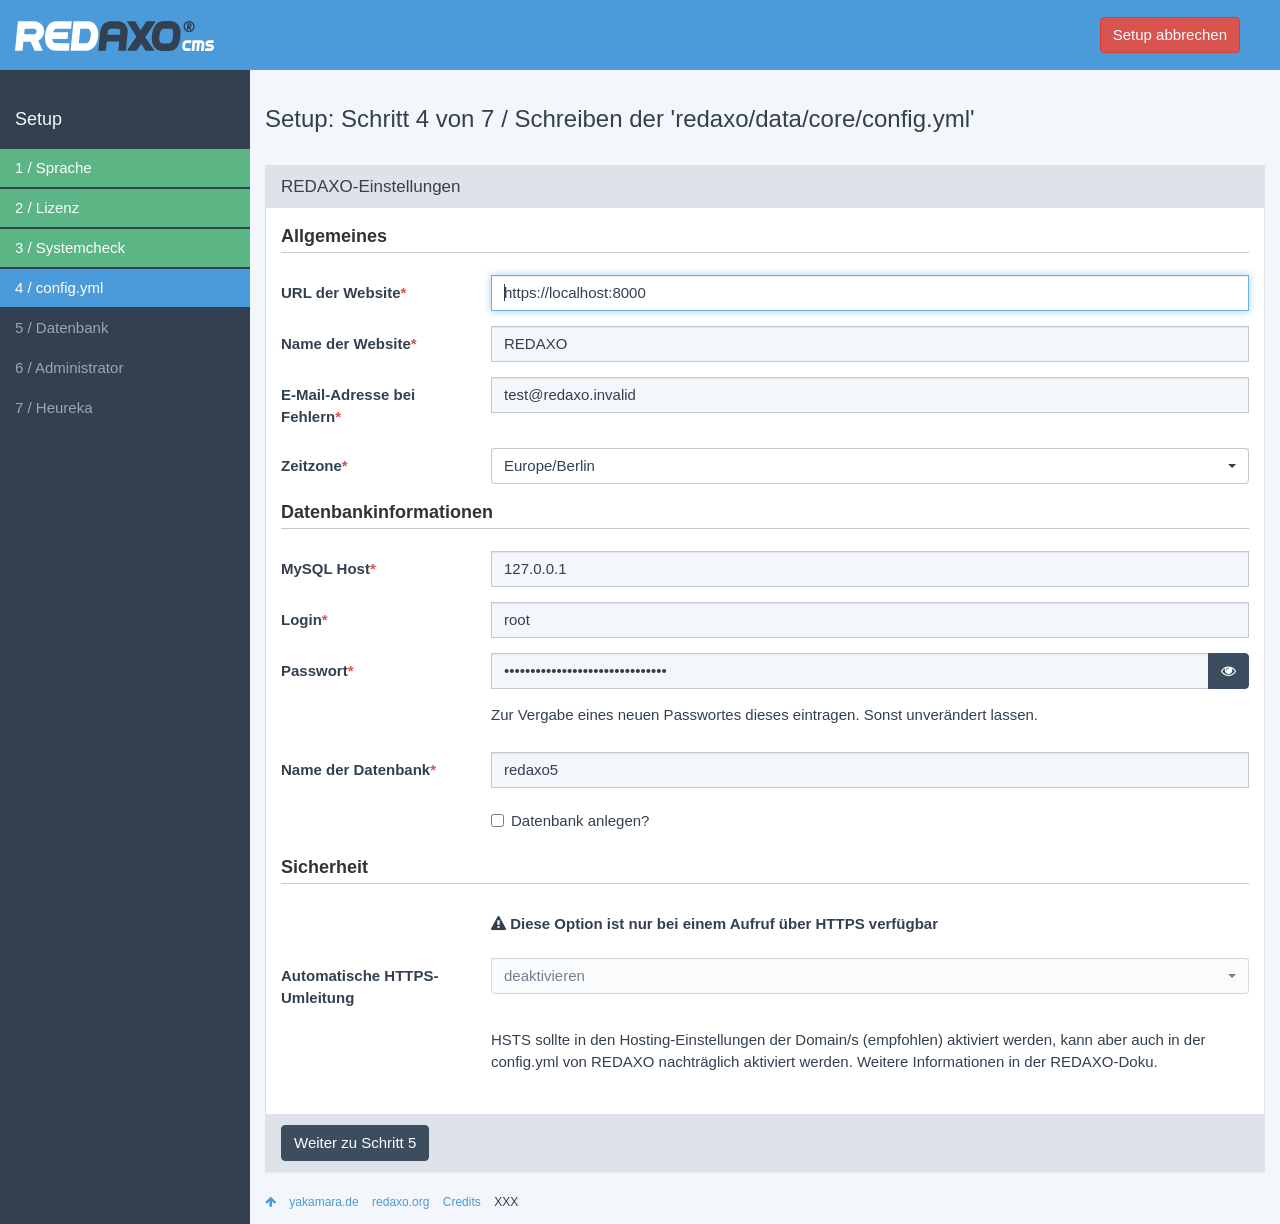 REDAXO® cms
Setup abbrechen
Setup
1 / Sprache
2 / Lizenz
3 / Systemcheck
4 / config.yml
5 / Datenbank
6 / Administrator
7 / Heureka
Setup: Schritt 4 von 7 / Schreiben der 'redaxo/data/core/config.yml'
REDAXO-Einstellungen
Allgemeines
URL der Website*
https://localhost:8000
Name der Website*
REDAXO
E-Mail-Adresse bei
Fehlern*
test@redaxo.invalid
Zeitzone*
Europe/Berlin
Datenbankinformationen
MySQL Host*
127.0.0.1
Login*
root
Passwort*
•••••••••••••••••••••••••••••••
Zur Vergabe eines neuen Passwortes dieses eintragen. Sonst unverändert lassen.
Name der Datenbank*
redaxo5
Datenbank anlegen?
Sicherheit
Diese Option ist nur bei einem Aufruf über HTTPS verfügbar
Automatische HTTPS-
Umleitung
deaktivieren
HSTS sollte in den Hosting-Einstellungen der Domain/s (empfohlen) aktiviert werden, kann aber auch in der
config.yml von REDAXO nachträglich aktiviert werden. Weitere Informationen in der REDAXO-Doku.
Weiter zu Schritt 5
yakamara.de redaxo.org Credits XXX